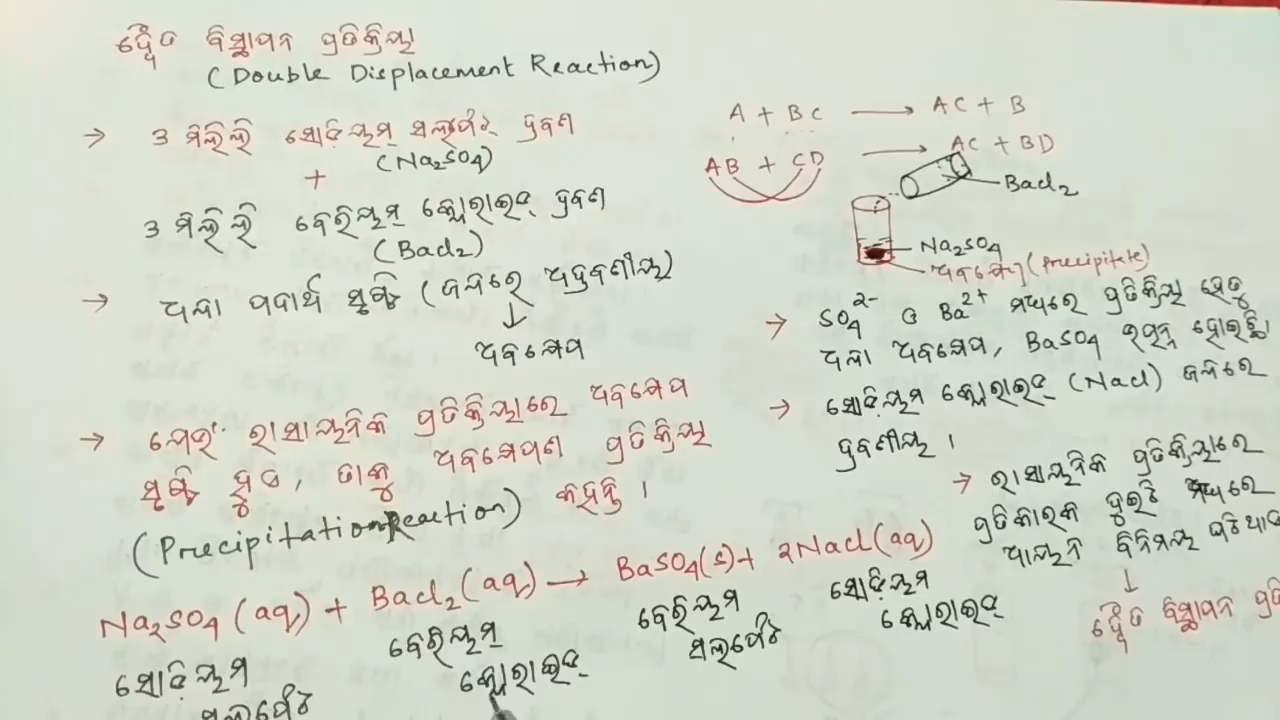 ଦ୍ୱୈତ ବିସ୍ଥାପନ ପ୍ରତିକ୍ରିୟା
(Double Displacement Reaction)
→ 3 ମିଲିଲି ସୋଡ଼ିୟମ୍ ସଲଫେଟ୍ ଦ୍ରବଣ
(Na₂SO₄)
+
3 ମିଲିଲି ବେରିୟମ୍ କ୍ଲୋରାଇଡ୍ ଦ୍ରବଣ
(Bacl₂)
→ ଧଳା ପଦାର୍ଥ ସୃଷ୍ଟି (ଜଳରେ ଅଦ୍ରବଣୀୟ)
↓
ଅବକ୍ଷେପ
→ ଯେଉଁ ରାସାୟନିକ ପ୍ରତିକ୍ରିୟାରେ ଅବକ୍ଷେପ
ସୃଷ୍ଟି ହୁଏ, ତାକୁ ଅବକ୍ଷେପଣ ପ୍ରତିକ୍ରିୟା
(Precipitation Reaction) କହନ୍ତି ।
A + BC → AC + B
AB + CD → AC + BD
Bacl₂
Na₂SO₄
ଅବକ୍ଷେପ (Precipitate)
→ SO₄²⁻ ଓ Ba²⁺ ମଧ୍ୟରେ ପ୍ରତିକ୍ରିୟା ହେତୁ
ଧଳା ଅବକ୍ଷେପ, BaSO₄ ଉତ୍ପନ୍ନ ହୋଇଛି
→ ସୋଡ଼ିୟମ କ୍ଲୋରାଇଡ୍ (Nacl) ଜଳରେ
ଦ୍ରବଣୀୟ ।
→ ରାସାୟନିକ ପ୍ରତିକ୍ରିୟାରେ
ପ୍ରତିକାରକ ଦୁଇଟି ମଧ୍ୟରେ
ଆୟନ ବିନିମୟ
↓
ଦ୍ୱୈତ ବିସ୍ଥାପନ
Na₂SO₄ (aq) + Bacl₂ (aq) → BaSO₄(s) + 2Nacl(aq)
ସୋଡ଼ିୟମ ବେରିୟମ୍ ବେରିୟମ ସୋଡ଼ିୟମ
ସଲଫେଟ କ୍ଲୋରାଇଡ୍ ସଲଫେଟ କ୍ଲୋରାଇଡ୍